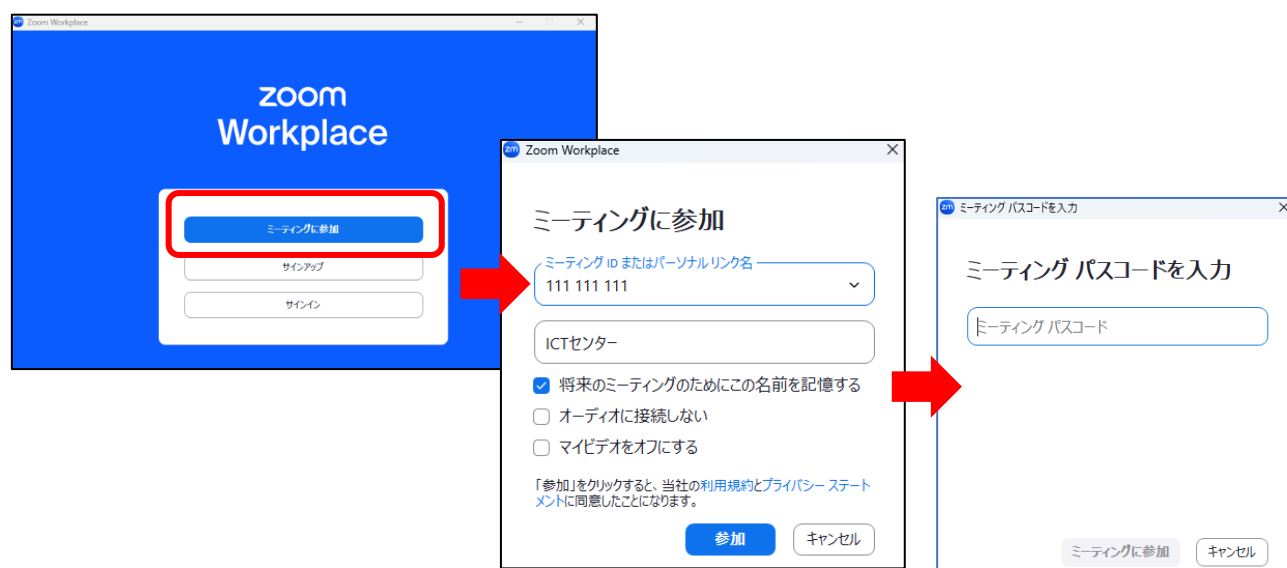 Zoom Workplace
zoom
Workplace
ミーティングに参加
サインアップ
サインイン
Zoom Workplace
ミーティングに参加
ミーティング ID またはパーソナル リンク名
111 111 111
ICTセンター
将来のミーティングのためにこの名前を記憶する
オーディオに接続しない
マイビデオをオフにする
「参加」をクリックすると、当社の利用規約とプライバシー ステート
メントに同意したことになります。
参加
キャンセル
ミーティング パスコードを入力
ミーティング パスコードを入力
ミーティング パスコード
ミーティングに参加
キャンセル